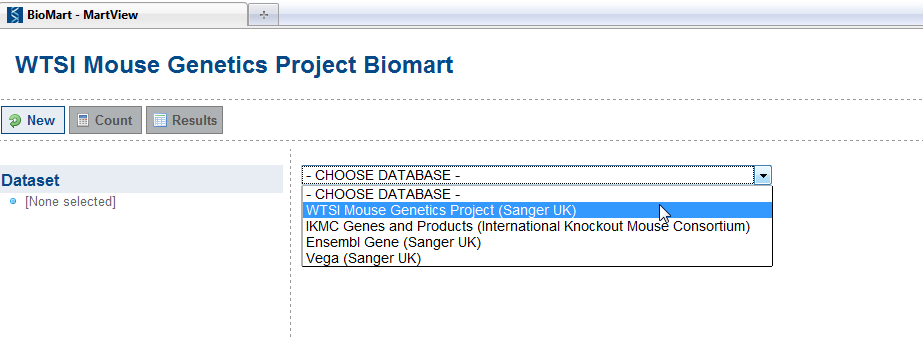 BioMart - MartView
WTSI Mouse Genetics Project Biomart
New Count Results
Dataset
[None selected]
- CHOOSE DATABASE -
- CHOOSE DATABASE -
WTSI Mouse Genetics Project (Sanger UK)
IKMC Genes and Products (International Knockout Mouse Consortium)
Ensembl Gene (Sanger UK)
Vega (Sanger UK)